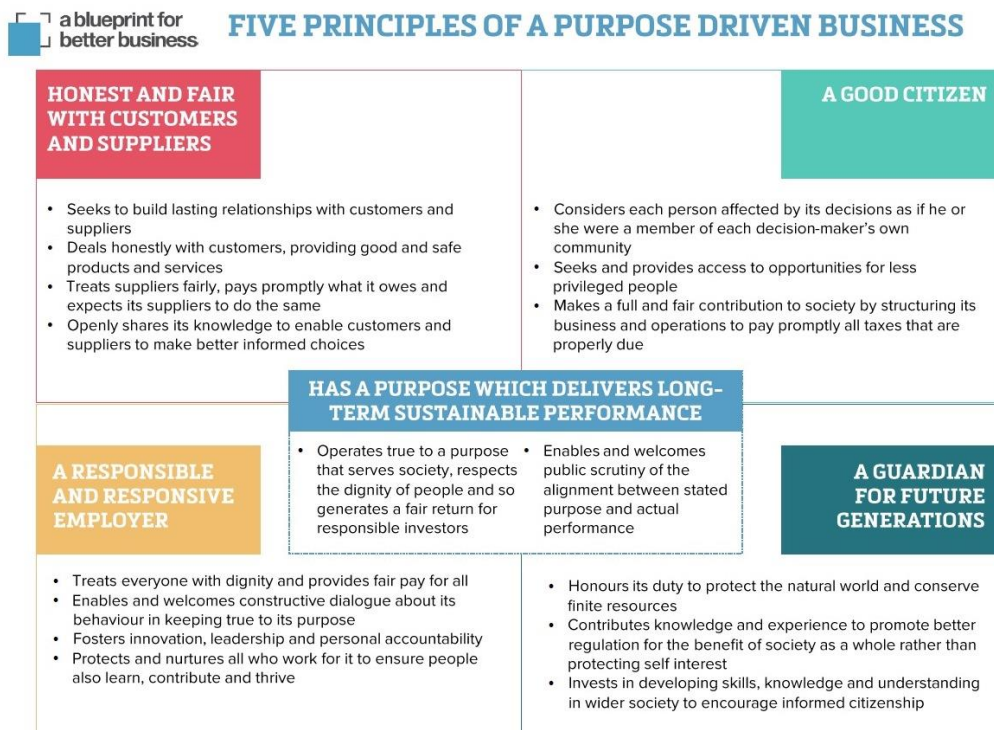 a blueprint for
better business
FIVE PRINCIPLES OF A PURPOSE DRIVEN BUSINESS
HONEST AND FAIR
WITH CUSTOMERS
AND SUPPLIERS
• Seeks to build lasting relationships with customers and
suppliers
• Deals honestly with customers, providing good and safe
products and services
• Treats suppliers fairly, pays promptly what it owes and
expects its suppliers to do the same
• Openly shares its knowledge to enable customers and
suppliers to make better informed choices
A GOOD CITIZEN
• Considers each person affected by its decisions as if he or
she were a member of each decision-maker's own
community
• Seeks and provides access to opportunities for less
privileged people
• Makes a full and fair contribution to society by structuring its
business and operations to pay promptly all taxes that are
properly due
HAS A PURPOSE WHICH DELIVERS LONG-
TERM SUSTAINABLE PERFORMANCE
• Operates true to a purpose
that serves society, respects
the dignity of people and so
generates a fair return for
responsible investors
• Enables and welcomes
public scrutiny of the
alignment between stated
purpose and actual
performance
A RESPONSIBLE
AND RESPONSIVE
EMPLOYER
• Treats everyone with dignity and provides fair pay for all
• Enables and welcomes constructive dialogue about its
behaviour in keeping true to its purpose
• Fosters innovation, leadership and personal accountability
• Protects and nurtures all who work for it to ensure people
also learn, contribute and thrive
A GUARDIAN
FOR FUTURE
GENERATIONS
• Honours its duty to protect the natural world and conserve
finite resources
• Contributes knowledge and experience to promote better
regulation for the benefit of society as a whole rather than
protecting self interest
• Invests in developing skills, knowledge and understanding
in wider society to encourage informed citizenship